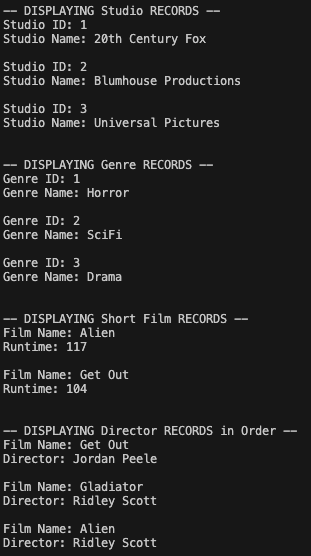 -- DISPLAYING Studio RECORDS --
Studio ID: 1
Studio Name: 20th Century Fox
Studio ID: 2
Studio Name: Blumhouse Productions
Studio ID: 3
Studio Name: Universal Pictures
-- DISPLAYING Genre RECORDS --
Genre ID: 1
Genre Name: Horror
Genre ID: 2
Genre Name: SciFi
Genre ID: 3
Genre Name: Drama
-- DISPLAYING Short Film RECORDS --
Film Name: Alien
Runtime: 117
Film Name: Get Out
Runtime: 104
-- DISPLAYING Director RECORDS in Order --
Film Name: Get Out
Director: Jordan Peele
Film Name: Gladiator
Director: Ridley Scott
Film Name: Alien
Director: Ridley Scott